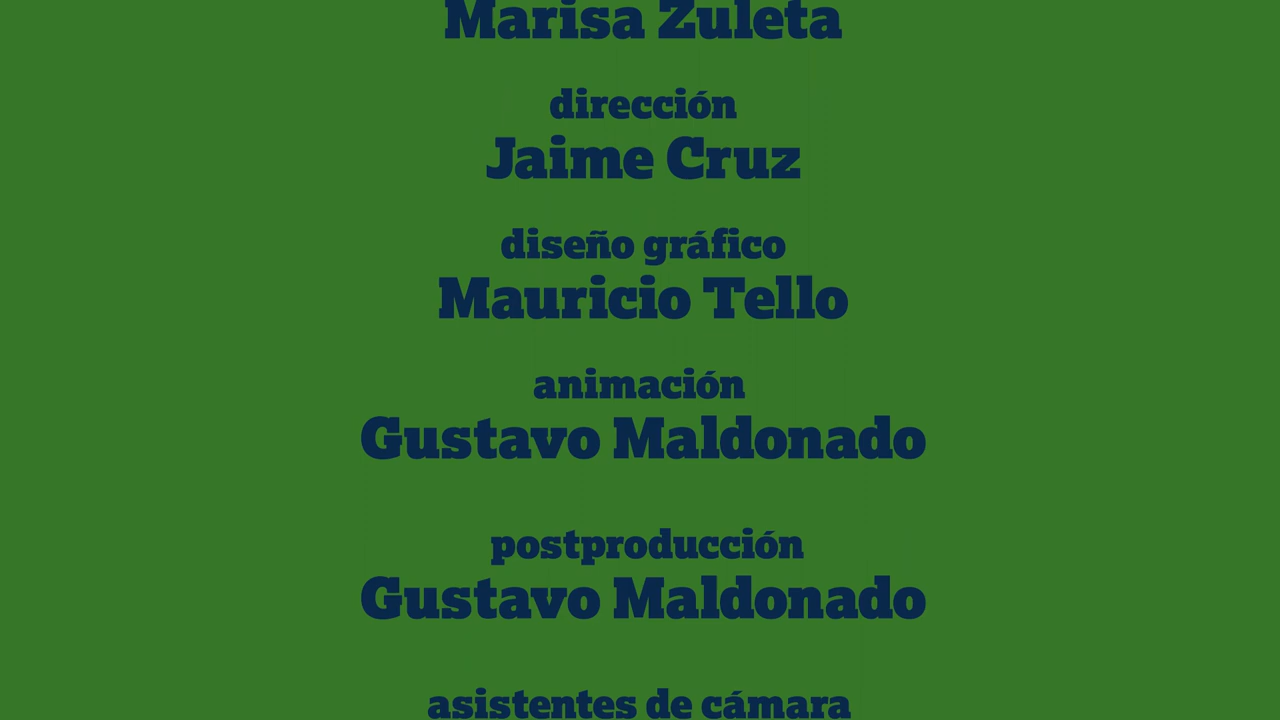 Marisa Zuleta
dirección
Jaime Cruz
diseño gráfico
Mauricio Tello
animación
Gustavo Maldonado
postproducción
Gustavo Maldonado
asistentes de cámara